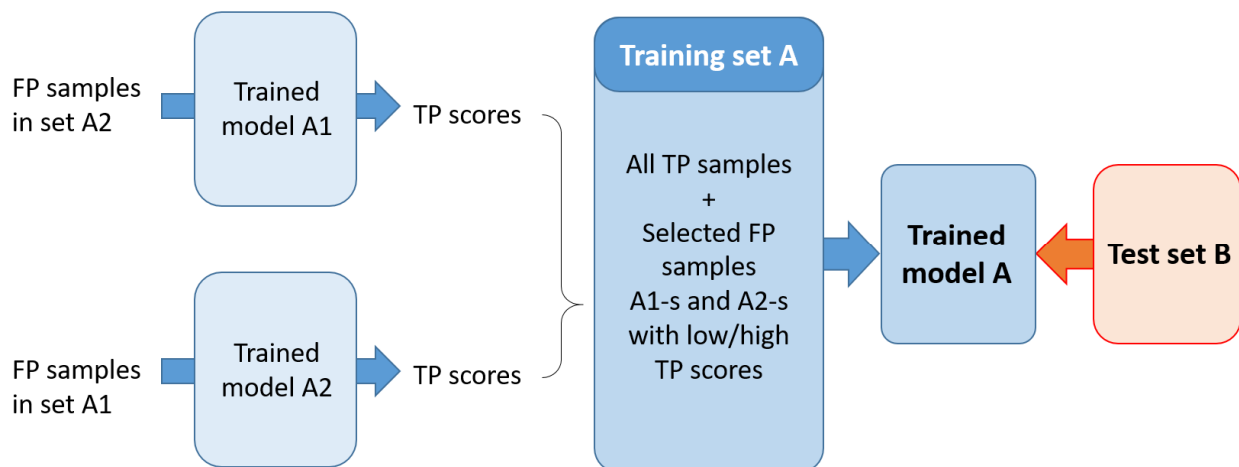 FP samples
in set A2
Trained
model A1
TP scores
FP samples
in set A1
Trained
model A2
TP scores
Training set A
All TP samples
+
Selected FP
samples
A1-s and A2-s
with low/high
TP scores
Trained
model A
Test set B